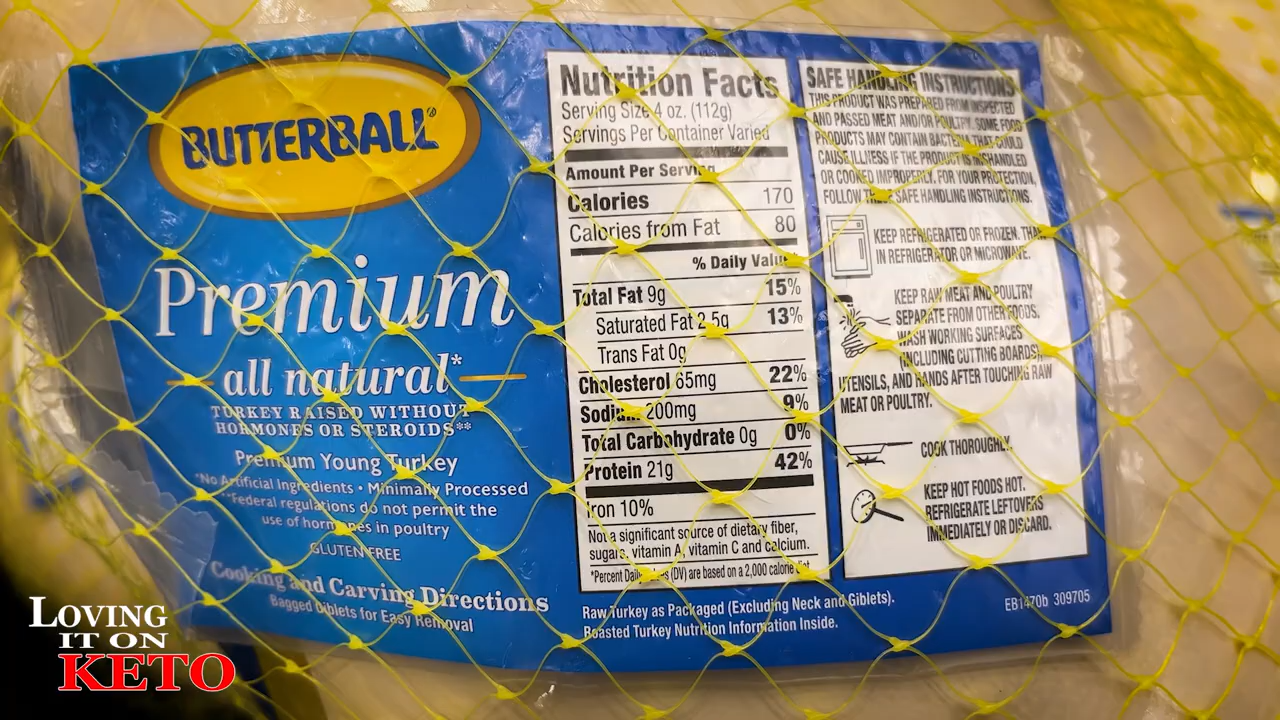 BUTTERBALL®
Premium
all natural*
TURKEY RAISED WITHOUT
HORMONES OR STEROIDS**
Premium Young Turkey
*No Artificial Ingredients • Minimally Processed
**Federal regulations do not permit the
use of hormones in poultry
GLUTEN FREE
Cooking and Carving Directions
Bagged Giblets for Easy Removal
Nutrition Facts
Serving Size 4 oz. (112g)
Servings Per Container Varied
Amount Per Serving
Calories 170
Calories from Fat 80
% Daily Value
Total Fat 9g 15%
Saturated Fat 2.5g 13%
Trans Fat 0g
Cholesterol 65mg 22%
Sodium 200mg 9%
Total Carbohydrate 0g 0%
Protein 21g 42%
Iron 10%
Not a significant source of dietary fiber,
sugars, vitamin A, vitamin C and calcium.
*Percent Daily Values (DV) are based on a 2,000 calorie diet.
Raw Turkey as Packaged (Excluding Neck and Giblets).
Roasted Turkey Nutrition Information Inside.
SAFE HANDLING INSTRUCTIONS
THIS PRODUCT WAS PREPARED FROM INSPECTED
AND PASSED MEAT AND/OR POULTRY. SOME FOOD
PRODUCTS MAY CONTAIN BACTERIA THAT COULD
CAUSE ILLNESS IF THE PRODUCT IS MISHANDLED
OR COOKED IMPROPERLY. FOR YOUR PROTECTION,
FOLLOW THESE SAFE HANDLING INSTRUCTIONS.
KEEP REFRIGERATED OR FROZEN. THAW
IN REFRIGERATOR OR MICROWAVE.
KEEP RAW MEAT AND POULTRY
SEPARATE FROM OTHER FOODS.
WASH WORKING SURFACES
(INCLUDING CUTTING BOARDS),
UTENSILS, AND HANDS AFTER TOUCHING RAW
MEAT OR POULTRY.
COOK THOROUGHLY.
KEEP HOT FOODS HOT.
REFRIGERATE LEFTOVERS
IMMEDIATELY OR DISCARD.
EB1470b 309705
LOVING
IT ON
KETO